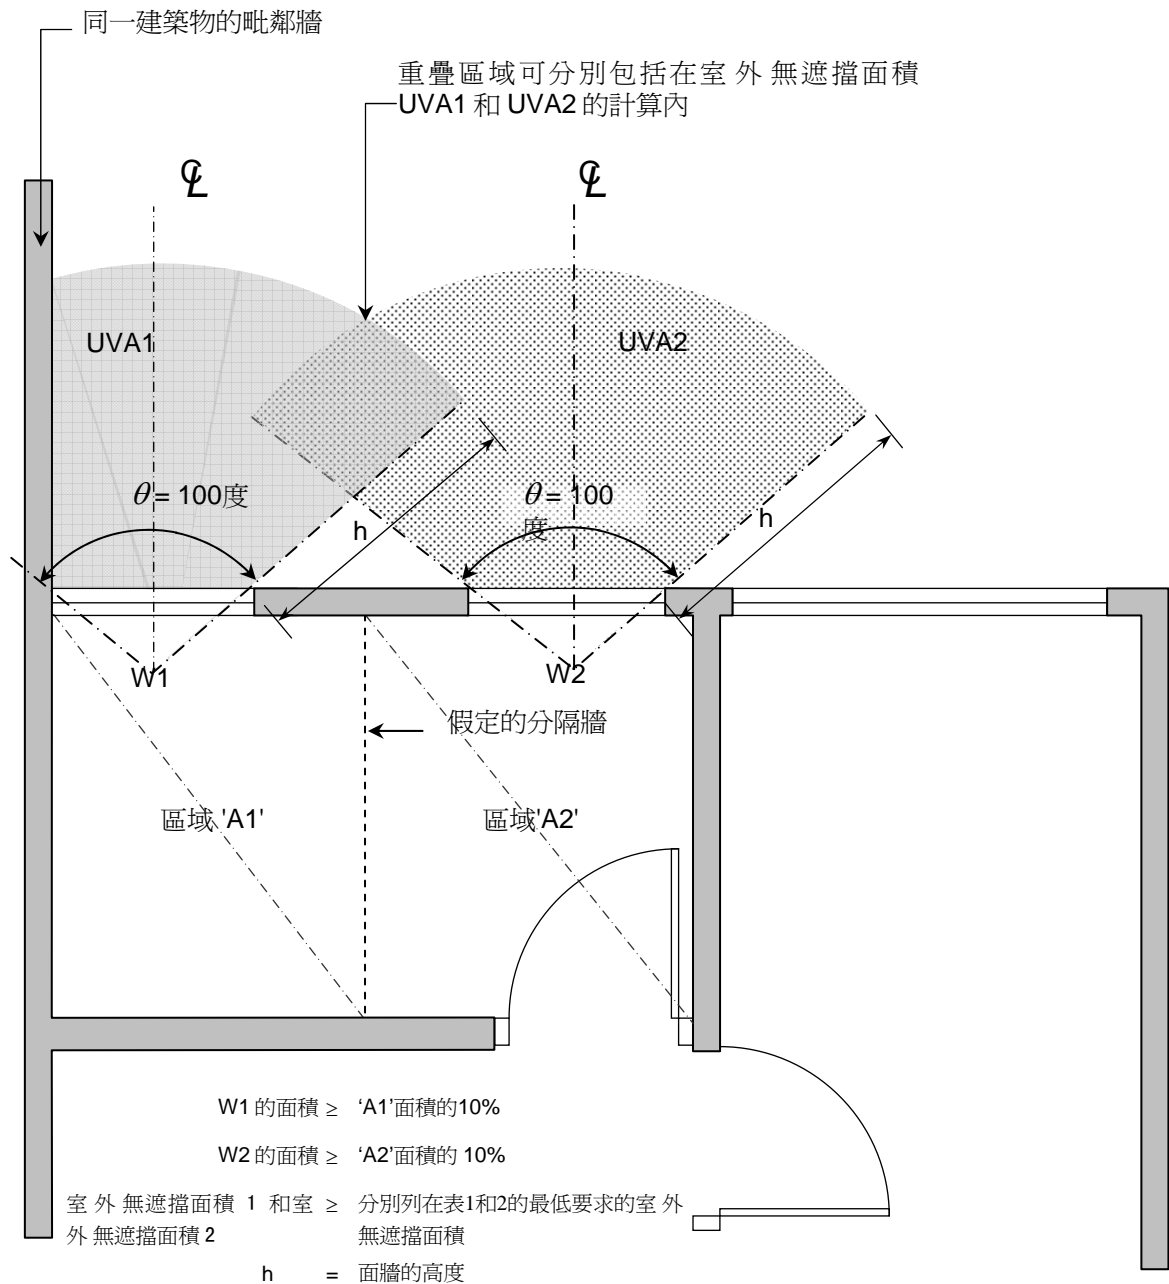 同一建築物的毗鄰牆
重疊區域可分別包括在室 外 無遮擋面積
UVA1 和 UVA2 的計算內
℄
℄
UVA1
UVA2
θ = 100度
θ = 100
度
h
h
W1
W2
假定的分隔牆
區域 'A1'
區域'A2'
W1 的面積 ≥ ‘A1’面積的10%
W2 的面積 ≥ ‘A2’面積的 10%
室 外 無遮擋面積 1 和室 ≥ 分別列在表1和2的最低要求的室 外
外 無遮擋面積 2 無遮擋面積
h = 面牆的高度